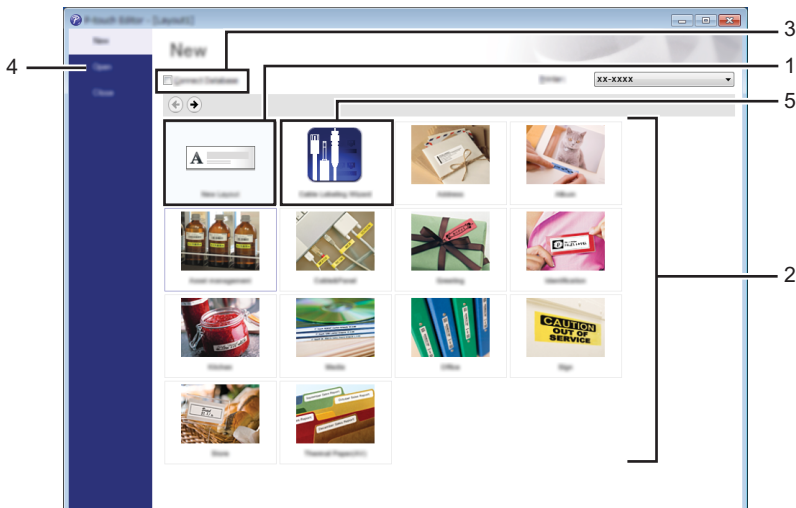 P-touch Editor - [Layout1]
3
New
New
4
Open
Connect Database
Printer:
xx-xxxx
1
Close
5
A
New Layout
Cable Labeling Wizard
Address
Album
Asset management
Cable&Panel
Greeting
Identification
2
CAUTION
OUT OF
SERVICE
Kitchen
Media
Office
Sign
Store
Thermal Paper(A4)